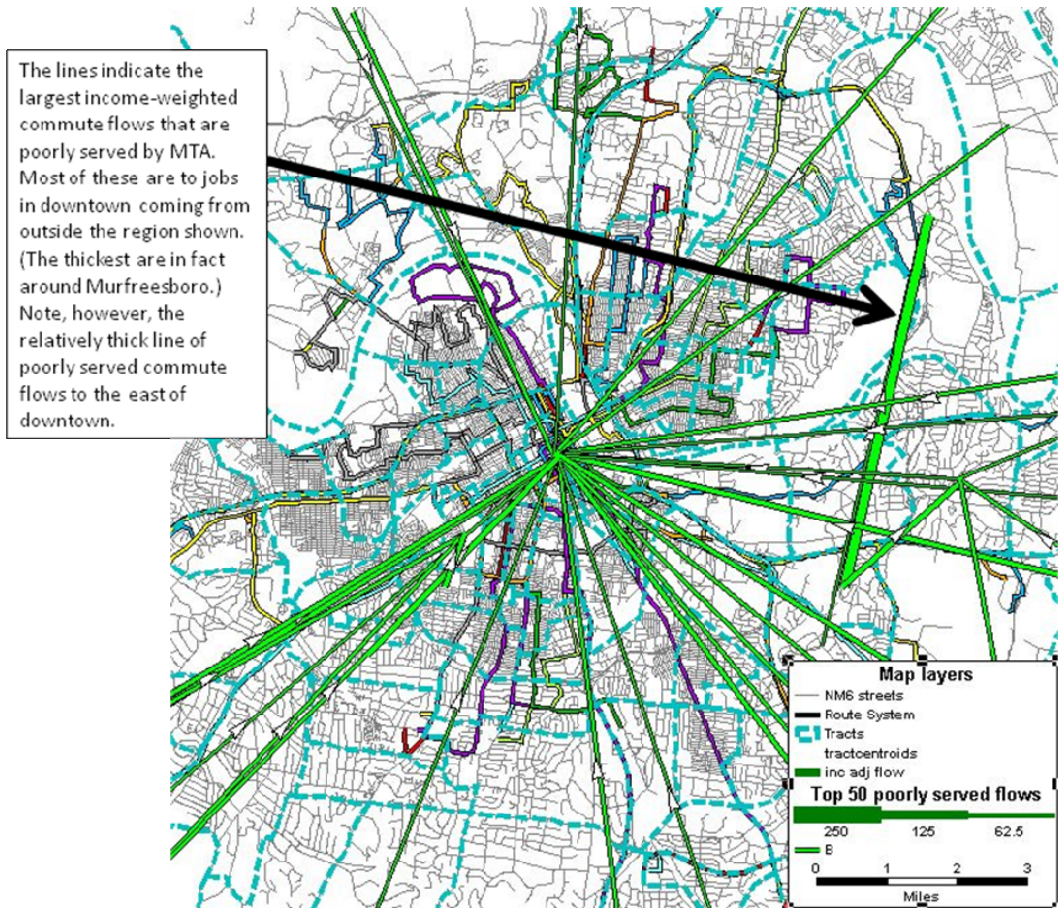 The lines indicate the
largest income-weighted
commute flows that are
poorly served by MTA.
Most of these are to jobs
in downtown coming from
outside the region shown.
(The thickest are in fact
around Murfreesboro.)
Note, however, the
relatively thick line of
poorly served commute
flows to the east of
downtown.
Map layers
NM6 streets
Route System
Tracts
tractcentroids
inc adj flow
Top 50 poorly served flows
250 125 62.5
B
0 1 2 3
Miles